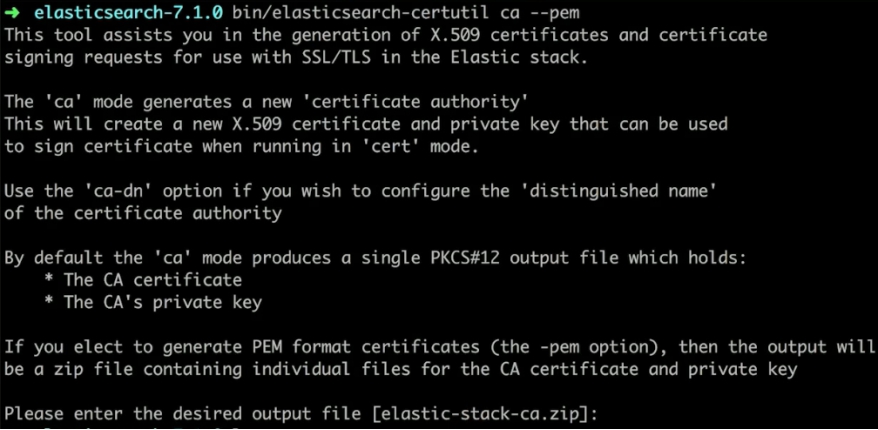 ➜ elasticsearch-7.1.0 bin/elasticsearch-certutil ca --pem
This tool assists you in the generation of X.509 certificates and certificate
signing requests for use with SSL/TLS in the Elastic stack.
The 'ca' mode generates a new 'certificate authority'
This will create a new X.509 certificate and private key that can be used
to sign certificate when running in 'cert' mode.
Use the 'ca-dn' option if you wish to configure the 'distinguished name'
of the certificate authority
By default the 'ca' mode produces a single PKCS#12 output file which holds:
* The CA certificate
* The CA's private key
If you elect to generate PEM format certificates (the -pem option), then the output will
be a zip file containing individual files for the CA certificate and private key
Please enter the desired output file [elastic-stack-ca.zip]: